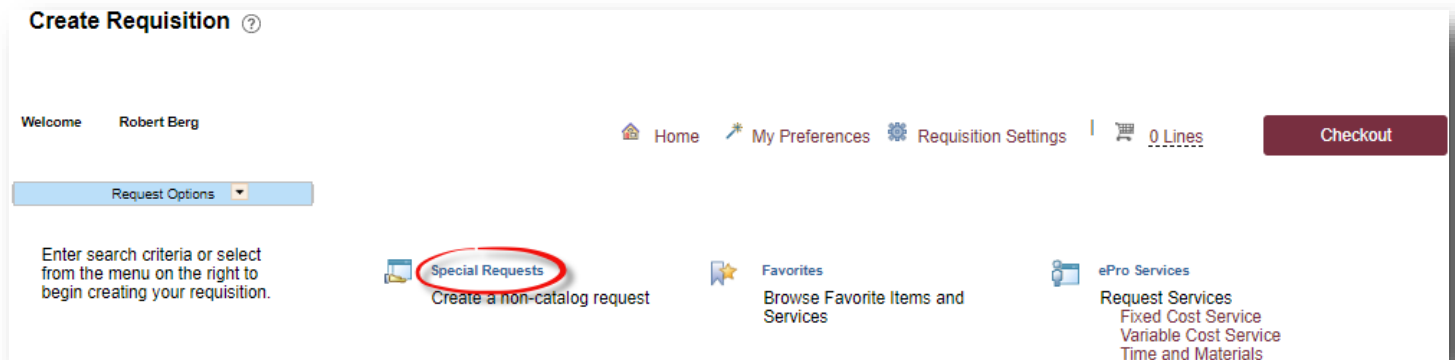 Create Requisition ?
Welcome Robert Berg
Home My Preferences Requisition Settings | 0 Lines Checkout
Request Options
Enter search criteria or select
from the menu on the right to
begin creating your requisition.
Special Requests
Create a non-catalog request
Favorites
Browse Favorite Items and
Services
ePro Services
Request Services
Fixed Cost Service
Variable Cost Service
Time and Materials